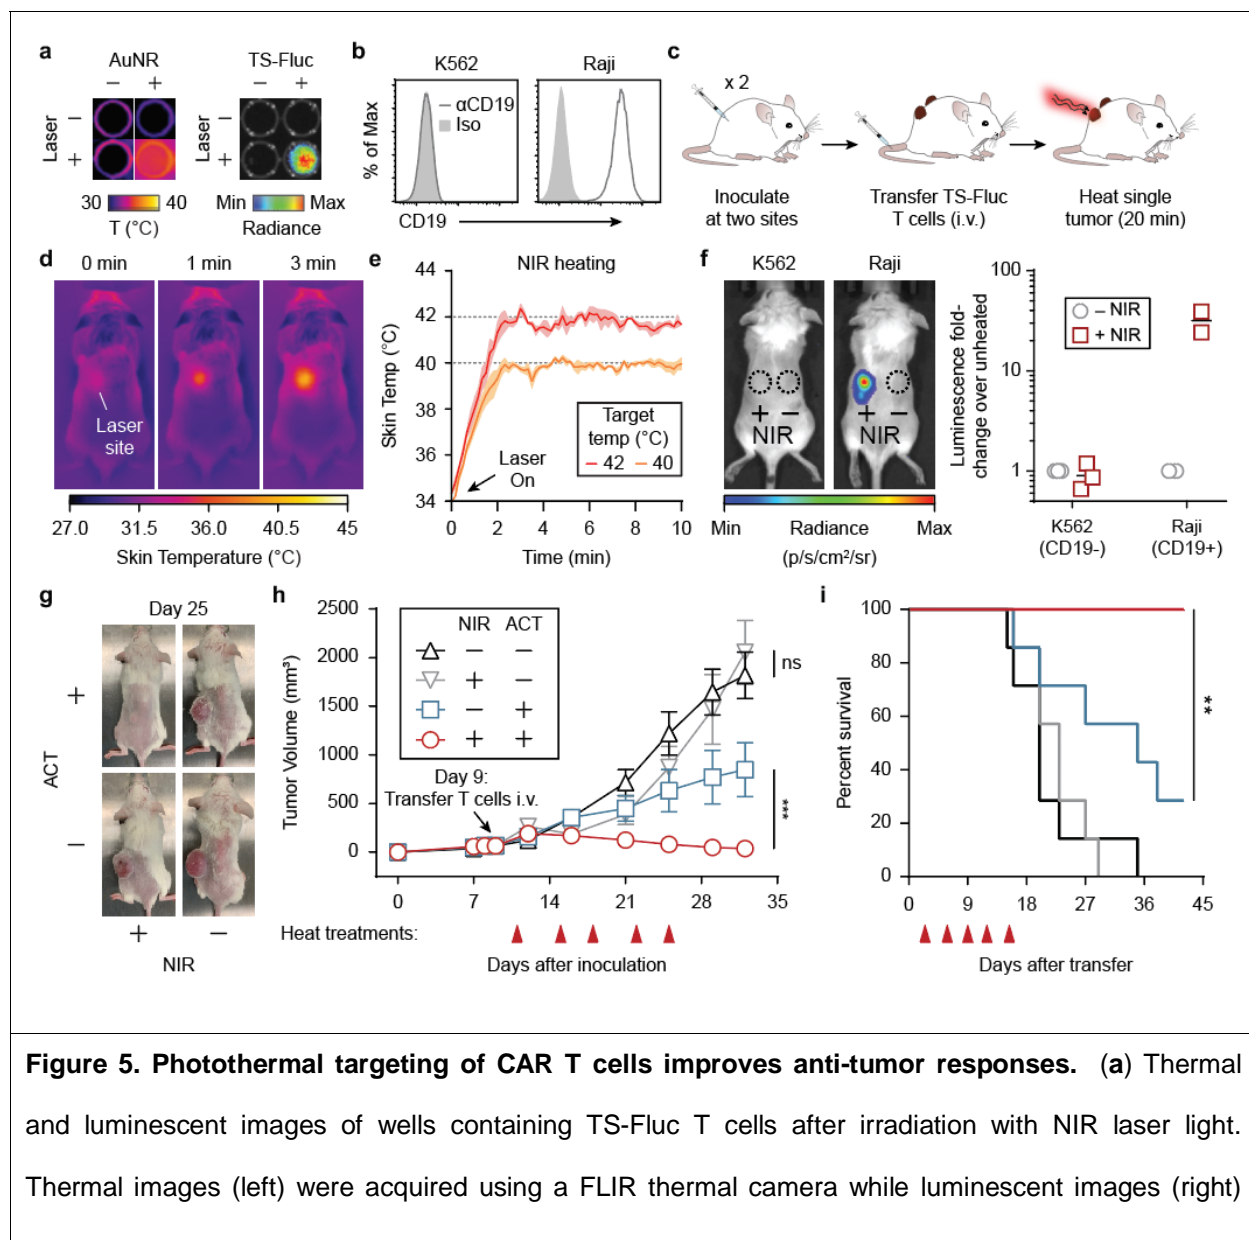 a
AuNR
TS-Fluc
− +
− +
Laser
−
+
Laser
−
+
30 40
T (°C)
Min Max
Radiance
b
K562
Raji
% of Max
αCD19
Iso
CD19
c
x 2
Inoculate
at two sites
Transfer TS-Fluc
T cells (i.v.)
Heat single
tumor (20 min)
d
0 min 1 min 3 min
Laser
site
27.0 31.5 36.0 40.5 45
Skin Temperature (°C)
e
NIR heating
Skin Temp (°C)
44
42
40
38
36
34
Laser
On
Target
temp (°C)
42 40
0 2 4 6 8 10
Time (min)
f
K562 Raji
+ −
NIR
+ −
NIR
Min Radiance Max
(p/s/cm²/sr)
Luminescence fold-
change over unheated
100
10
1
− NIR
+ NIR
K562
(CD19-)
Raji
(CD19+)
g
Day 25
ACT
+
−
+ −
NIR
h
Tumor Volume (mm³)
2500
2000
1500
1000
500
0
NIR ACT
− −
+ −
− +
+ +
Day 9:
Transfer T cells i.v.
ns
***
0 7 14 21 28 35
Heat treatments:
Days after inoculation
i
Percent survival
100
80
60
40
20
0
**
0 9 18 27 36 45
Days after transfer
Figure 5. Photothermal targeting of CAR T cells improves anti-tumor responses. (a) Thermal
and luminescent images of wells containing TS-Fluc T cells after irradiation with NIR laser light.
Thermal images (left) were acquired using a FLIR thermal camera while luminescent images (right)